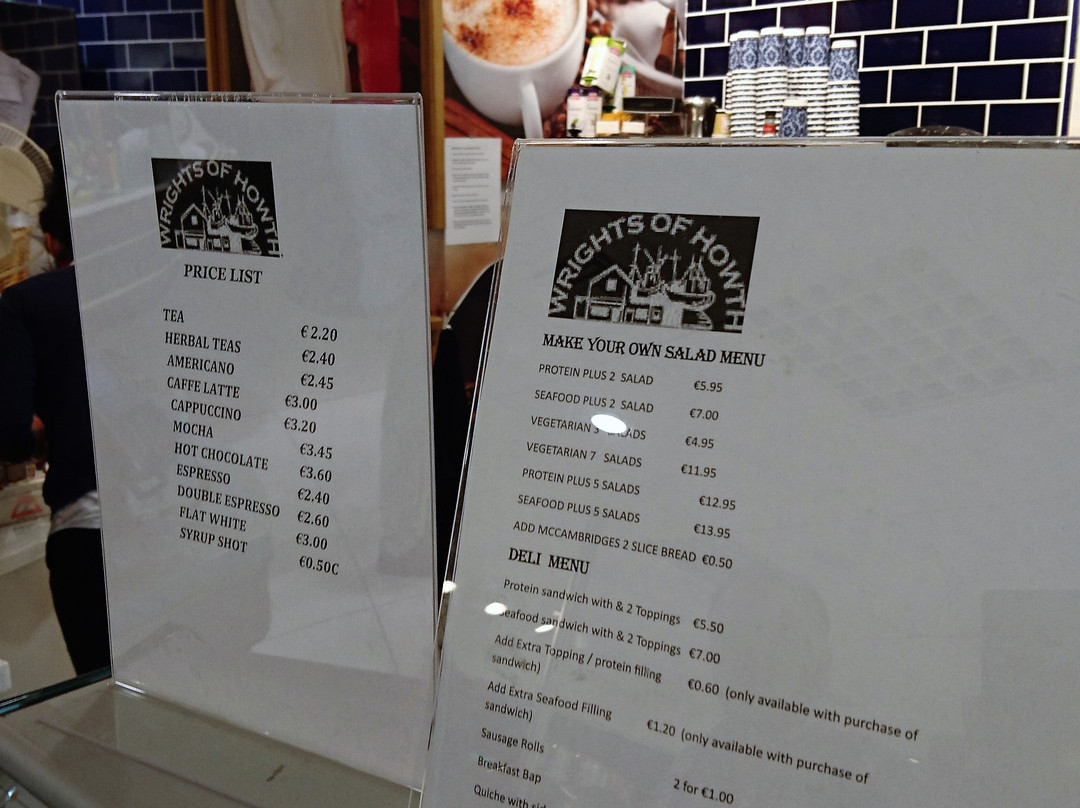 WRIGHTS OF HOWTH
PRICE LIST
TEA €2.20
HERBAL TEAS €2.40
AMERICANO €2.45
CAFFE LATTE €3.00
CAPPUCCINO €3.20
MOCHA €3.45
HOT CHOCOLATE €3.60
ESPRESSO €2.40
DOUBLE ESPRESSO €2.60
FLAT WHITE €3.00
SYRUP SHOT €0.50C
WRIGHTS OF HOWTH
MAKE YOUR OWN SALAD MENU
PROTEIN PLUS 2 SALAD €5.95
SEAFOOD PLUS 2 SALAD €7.00
VEGETARIAN 3 SALADS €4.95
VEGETARIAN 7 SALADS €11.95
PROTEIN PLUS 5 SALADS €12.95
SEAFOOD PLUS 5 SALADS €13.95
ADD MCCAMBRIDGES 2 SLICE BREAD €0.50
DELI MENU
Protein sandwich with & 2 Toppings €5.50
Seafood sandwich with & 2 Toppings €7.00
Add Extra Topping / protein filling €0.60 (only available with purchase of
sandwich)
Add Extra Seafood Filling €1.20 (only available with purchase of
sandwich)
Sausage Rolls 2 for €1.00
Breakfast Bap
Quiche with